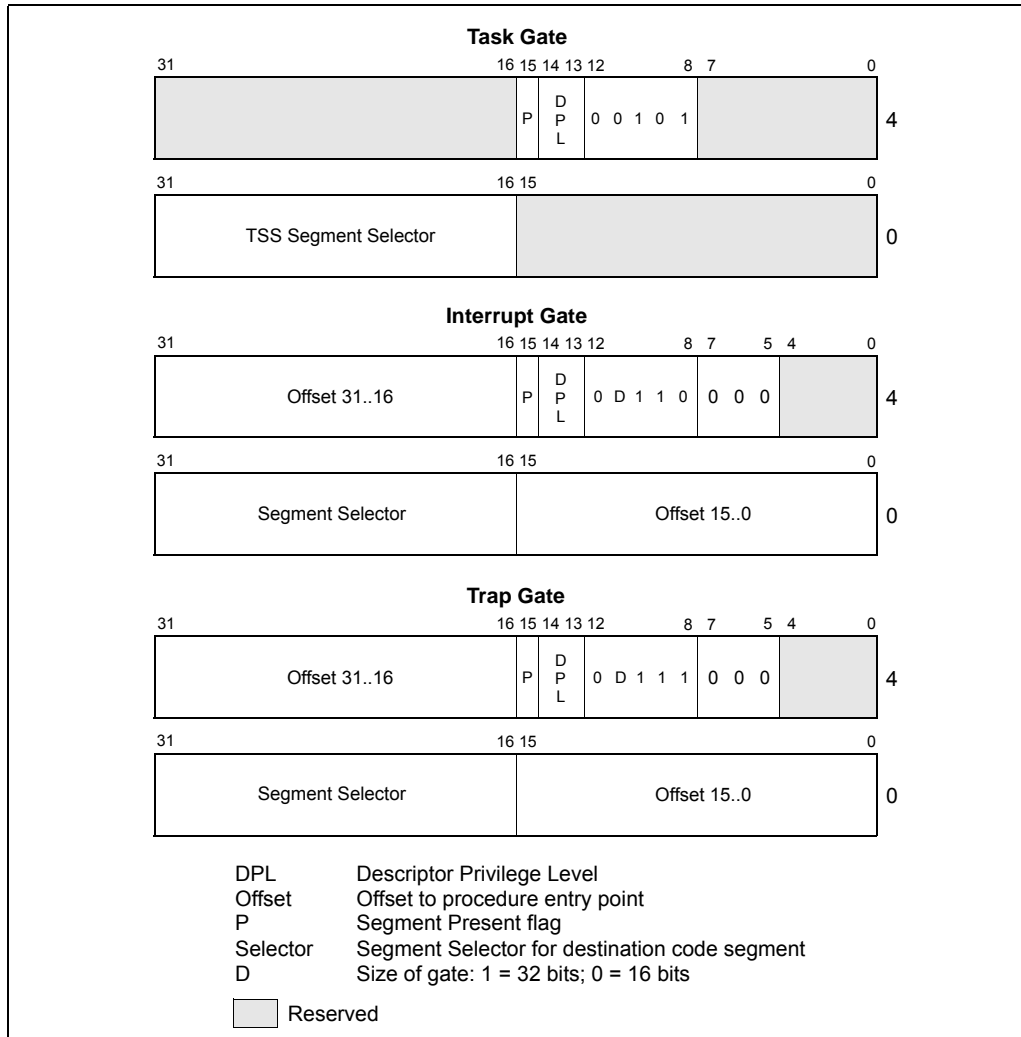 Task Gate
31 16 15 14 13 12 8 7 0
P D P L 0 0 1 0 1 4
31 16 15 0
TSS Segment Selector 0
Interrupt Gate
31 16 15 14 13 12 8 7 5 4 0
Offset 31..16 P D P L 0 D 1 1 0 0 0 0 4
31 16 15 0
Segment Selector Offset 15..0 0
Trap Gate
31 16 15 14 13 12 8 7 5 4 0
Offset 31..16 P D P L 0 D 1 1 1 0 0 0 4
31 16 15 0
Segment Selector Offset 15..0 0
DPL Descriptor Privilege Level
Offset Offset to procedure entry point
P Segment Present flag
Selector Segment Selector for destination code segment
D Size of gate: 1 = 32 bits; 0 = 16 bits
Reserved